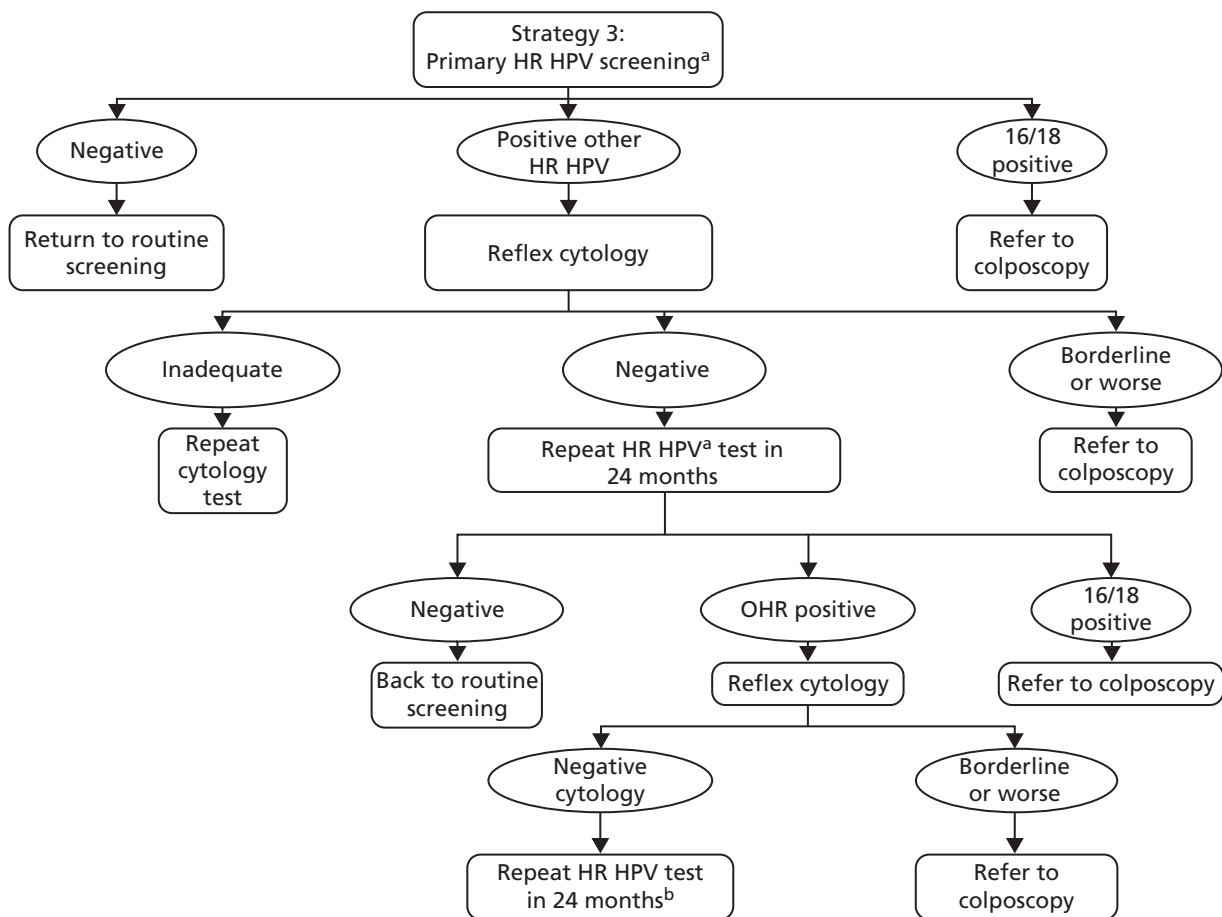 Strategy 3:
Primary HR HPV screeningᵃ
Negative
Positive other
HR HPV
16/18
positive
Return to routine
screening
Reflex cytology
Refer to
colposcopy
Inadequate
Negative
Borderline
or worse
Repeat
cytology
test
Repeat HR HPVᵃ test in
24 months
Refer to
colposcopy
Negative
OHR positive
16/18
positive
Back to routine
screening
Reflex cytology
Refer to colposcopy
Negative
cytology
Borderline
or worse
Repeat HR HPV test
in 24 monthsᵇ
Refer to
colposcopy